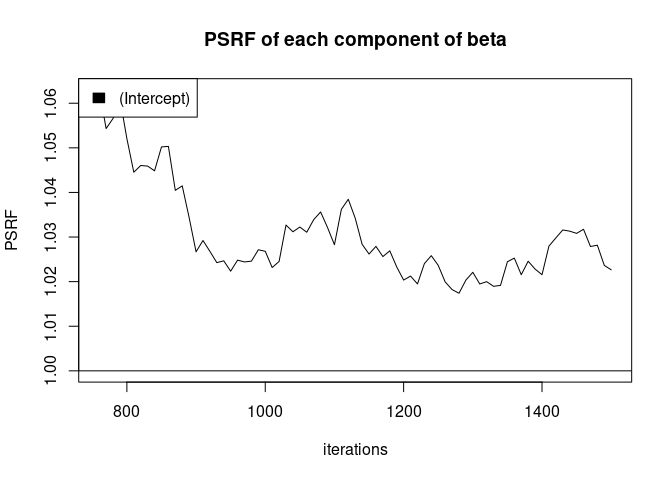 PSRF of each component of beta
(Intercept)
PSRF
1.06
1.05
1.04
1.03
1.02
1.01
1.00
800 1000 1200 1400
iterations